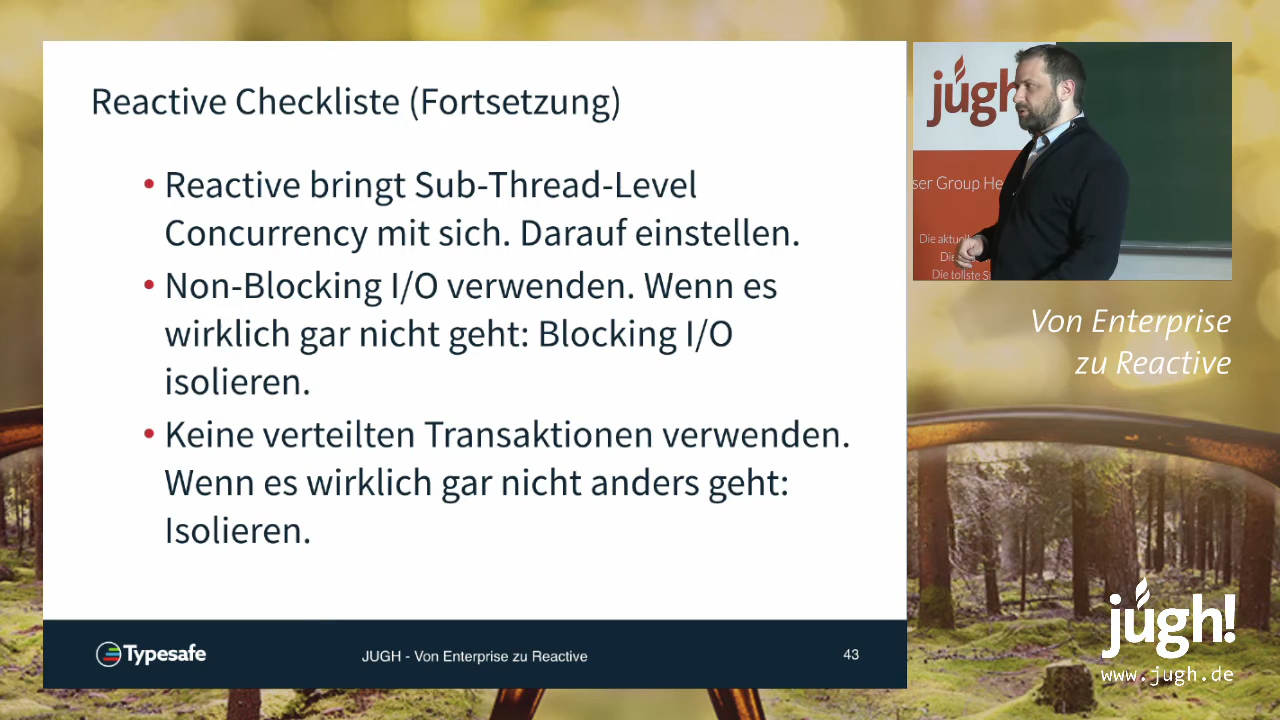 Reactive Checkliste (Fortsetzung)
• Reactive bringt Sub-Thread-Level
Concurrency mit sich. Darauf einstellen.
• Non-Blocking I/O verwenden. Wenn es
wirklich gar nicht geht: Blocking I/O
isolieren.
• Keine verteilten Transaktionen verwenden.
Wenn es wirklich gar nicht anders geht:
Isolieren.
Typesafe
JUGH - Von Enterprise zu Reactive
43
jugh
ser Group He
Die aktuell
Die
Die tollste S
Von Enterprise
zu Reactive
jugh!
www.jugh.de